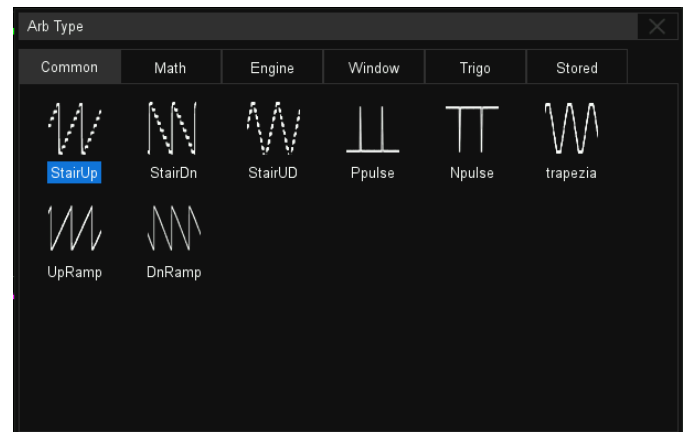 Arb Type
Common Math Engine Window Trigo Stored
StairUp StairDn StairUD Ppulse Npulse trapezia
UpRamp DnRamp